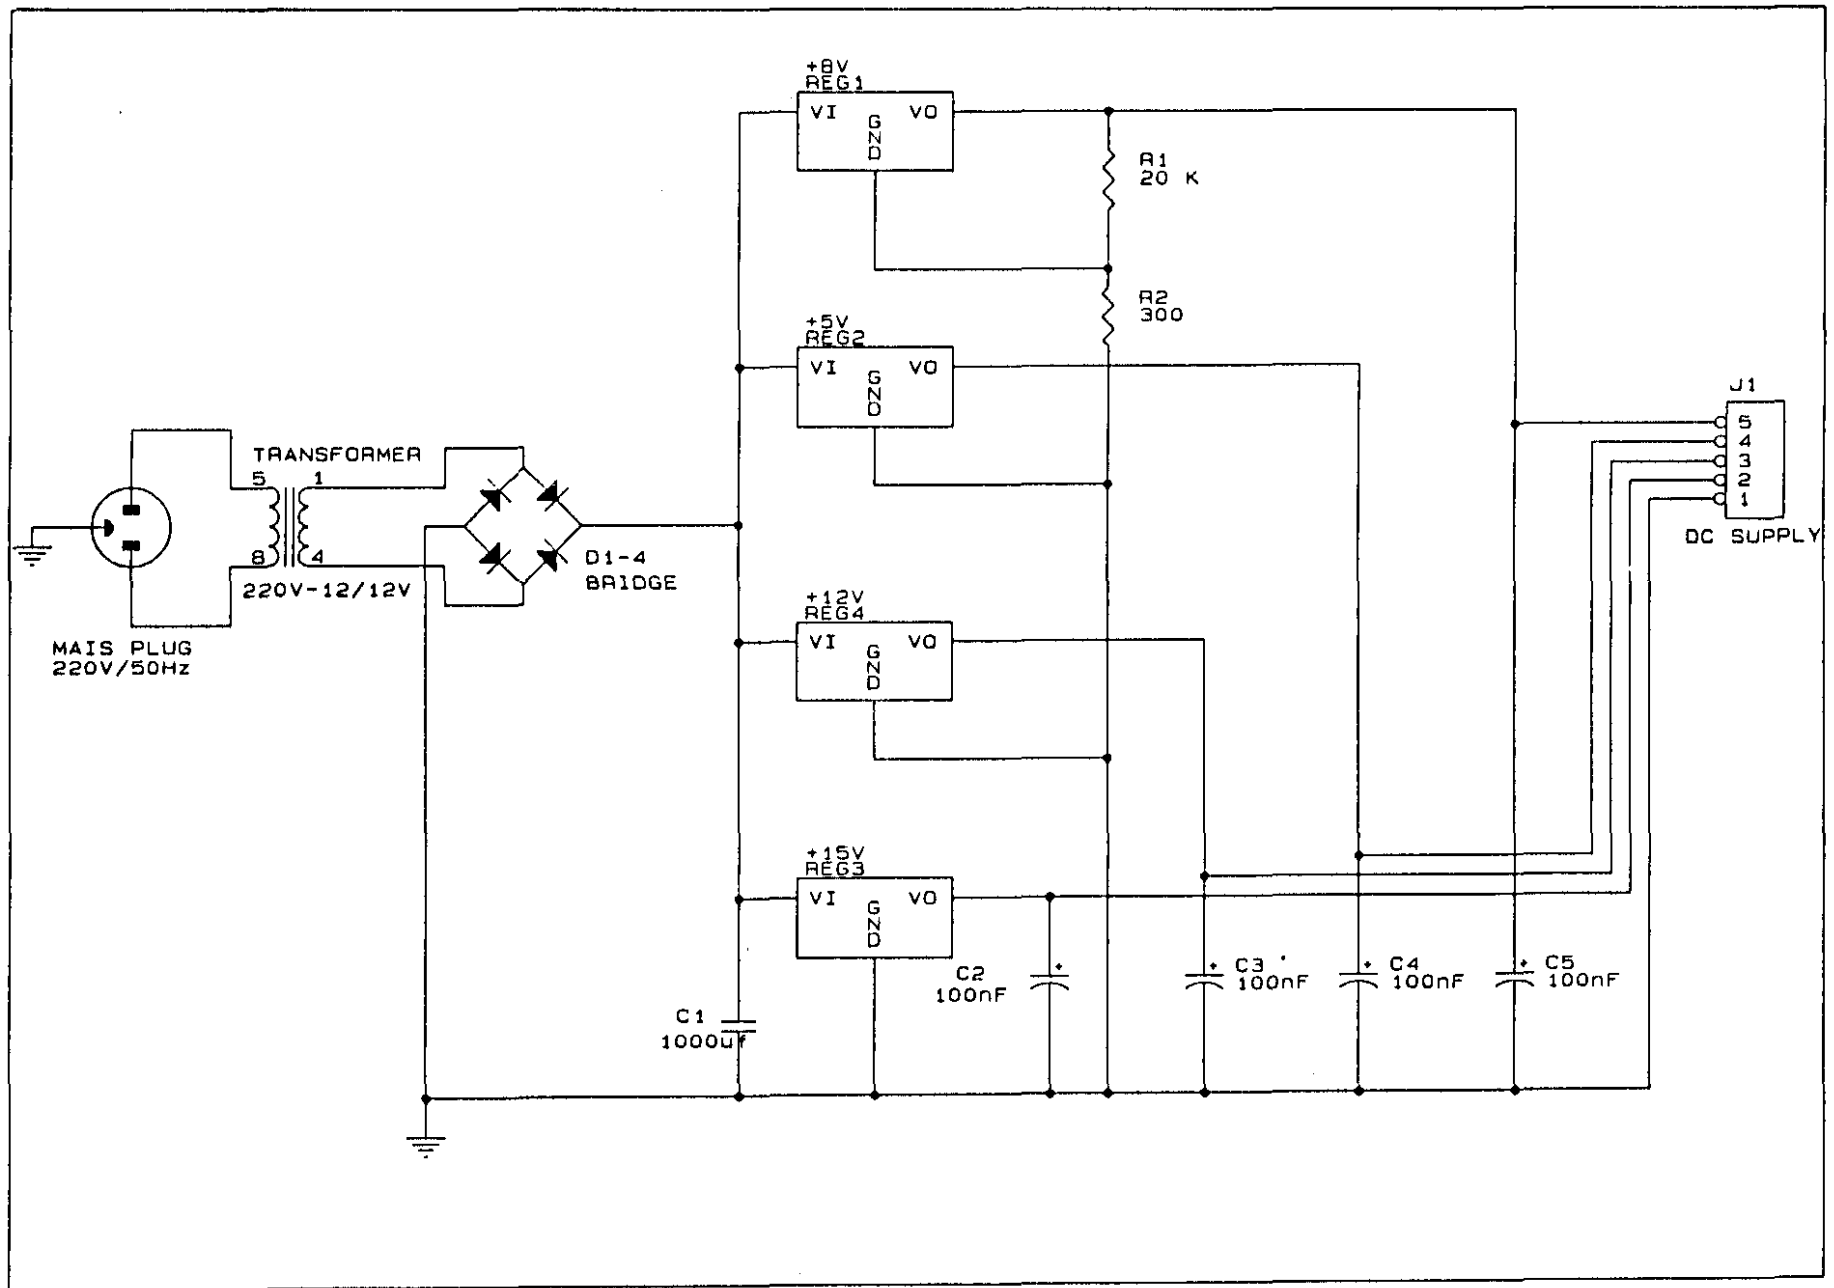 +8V
REG1
VI
VO
GND
R1
20 K
R2
300
+5V
REG2
VI
VO
GND
J1
5
4
3
2
1
DC SUPPLY
TRANSFORMER
5
1
8
4
220V-12/12V
D1-4
BRIDGE
MAIS PLUG
220V/50Hz
+12V
REG4
VI
VO
GND
+15V
REG3
VI
VO
GND
C1
1000uf
C2
100nF
+
C3
100nF
+
C4
100nF
+
C5
100nF
+